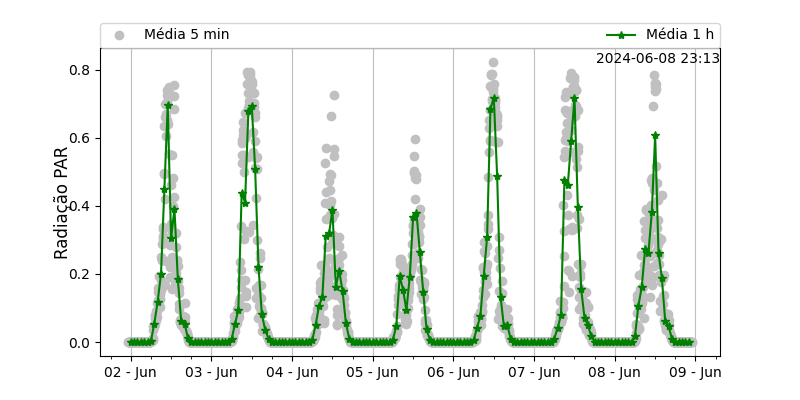 Média 5 min
Média 1 h
2024-06-08 23:13
Radiação PAR
0.8
0.6
0.4
0.2
0.0
02 - Jun
03 - Jun
04 - Jun
05 - Jun
06 - Jun
07 - Jun
08 - Jun
09 - Jun